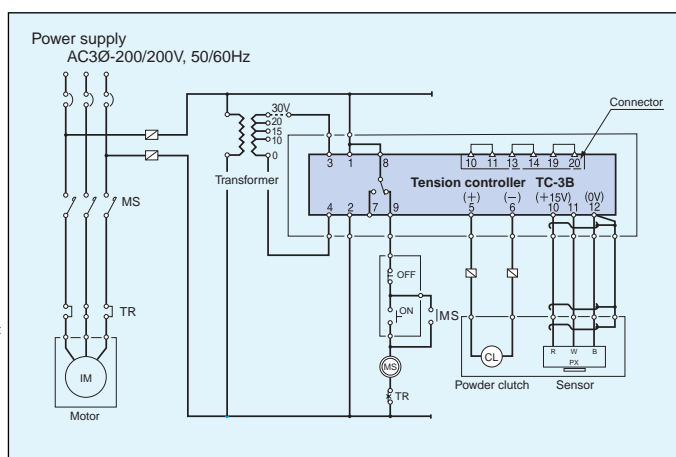 Power supply
AC3Ø-200/200V, 50/60Hz
30V
20
15
10
0
Transformer
Connector
3 1 8 10 11 13 14 19 20
Tension controller TC-3B
(+) (-) (+15V) (0V)
4 2 7 9 5 6 10 11 12
MS
OFF
ON
MS
MS
TR
TR
IM
Motor
CL
Powder clutch
R W B
PX
Sensor